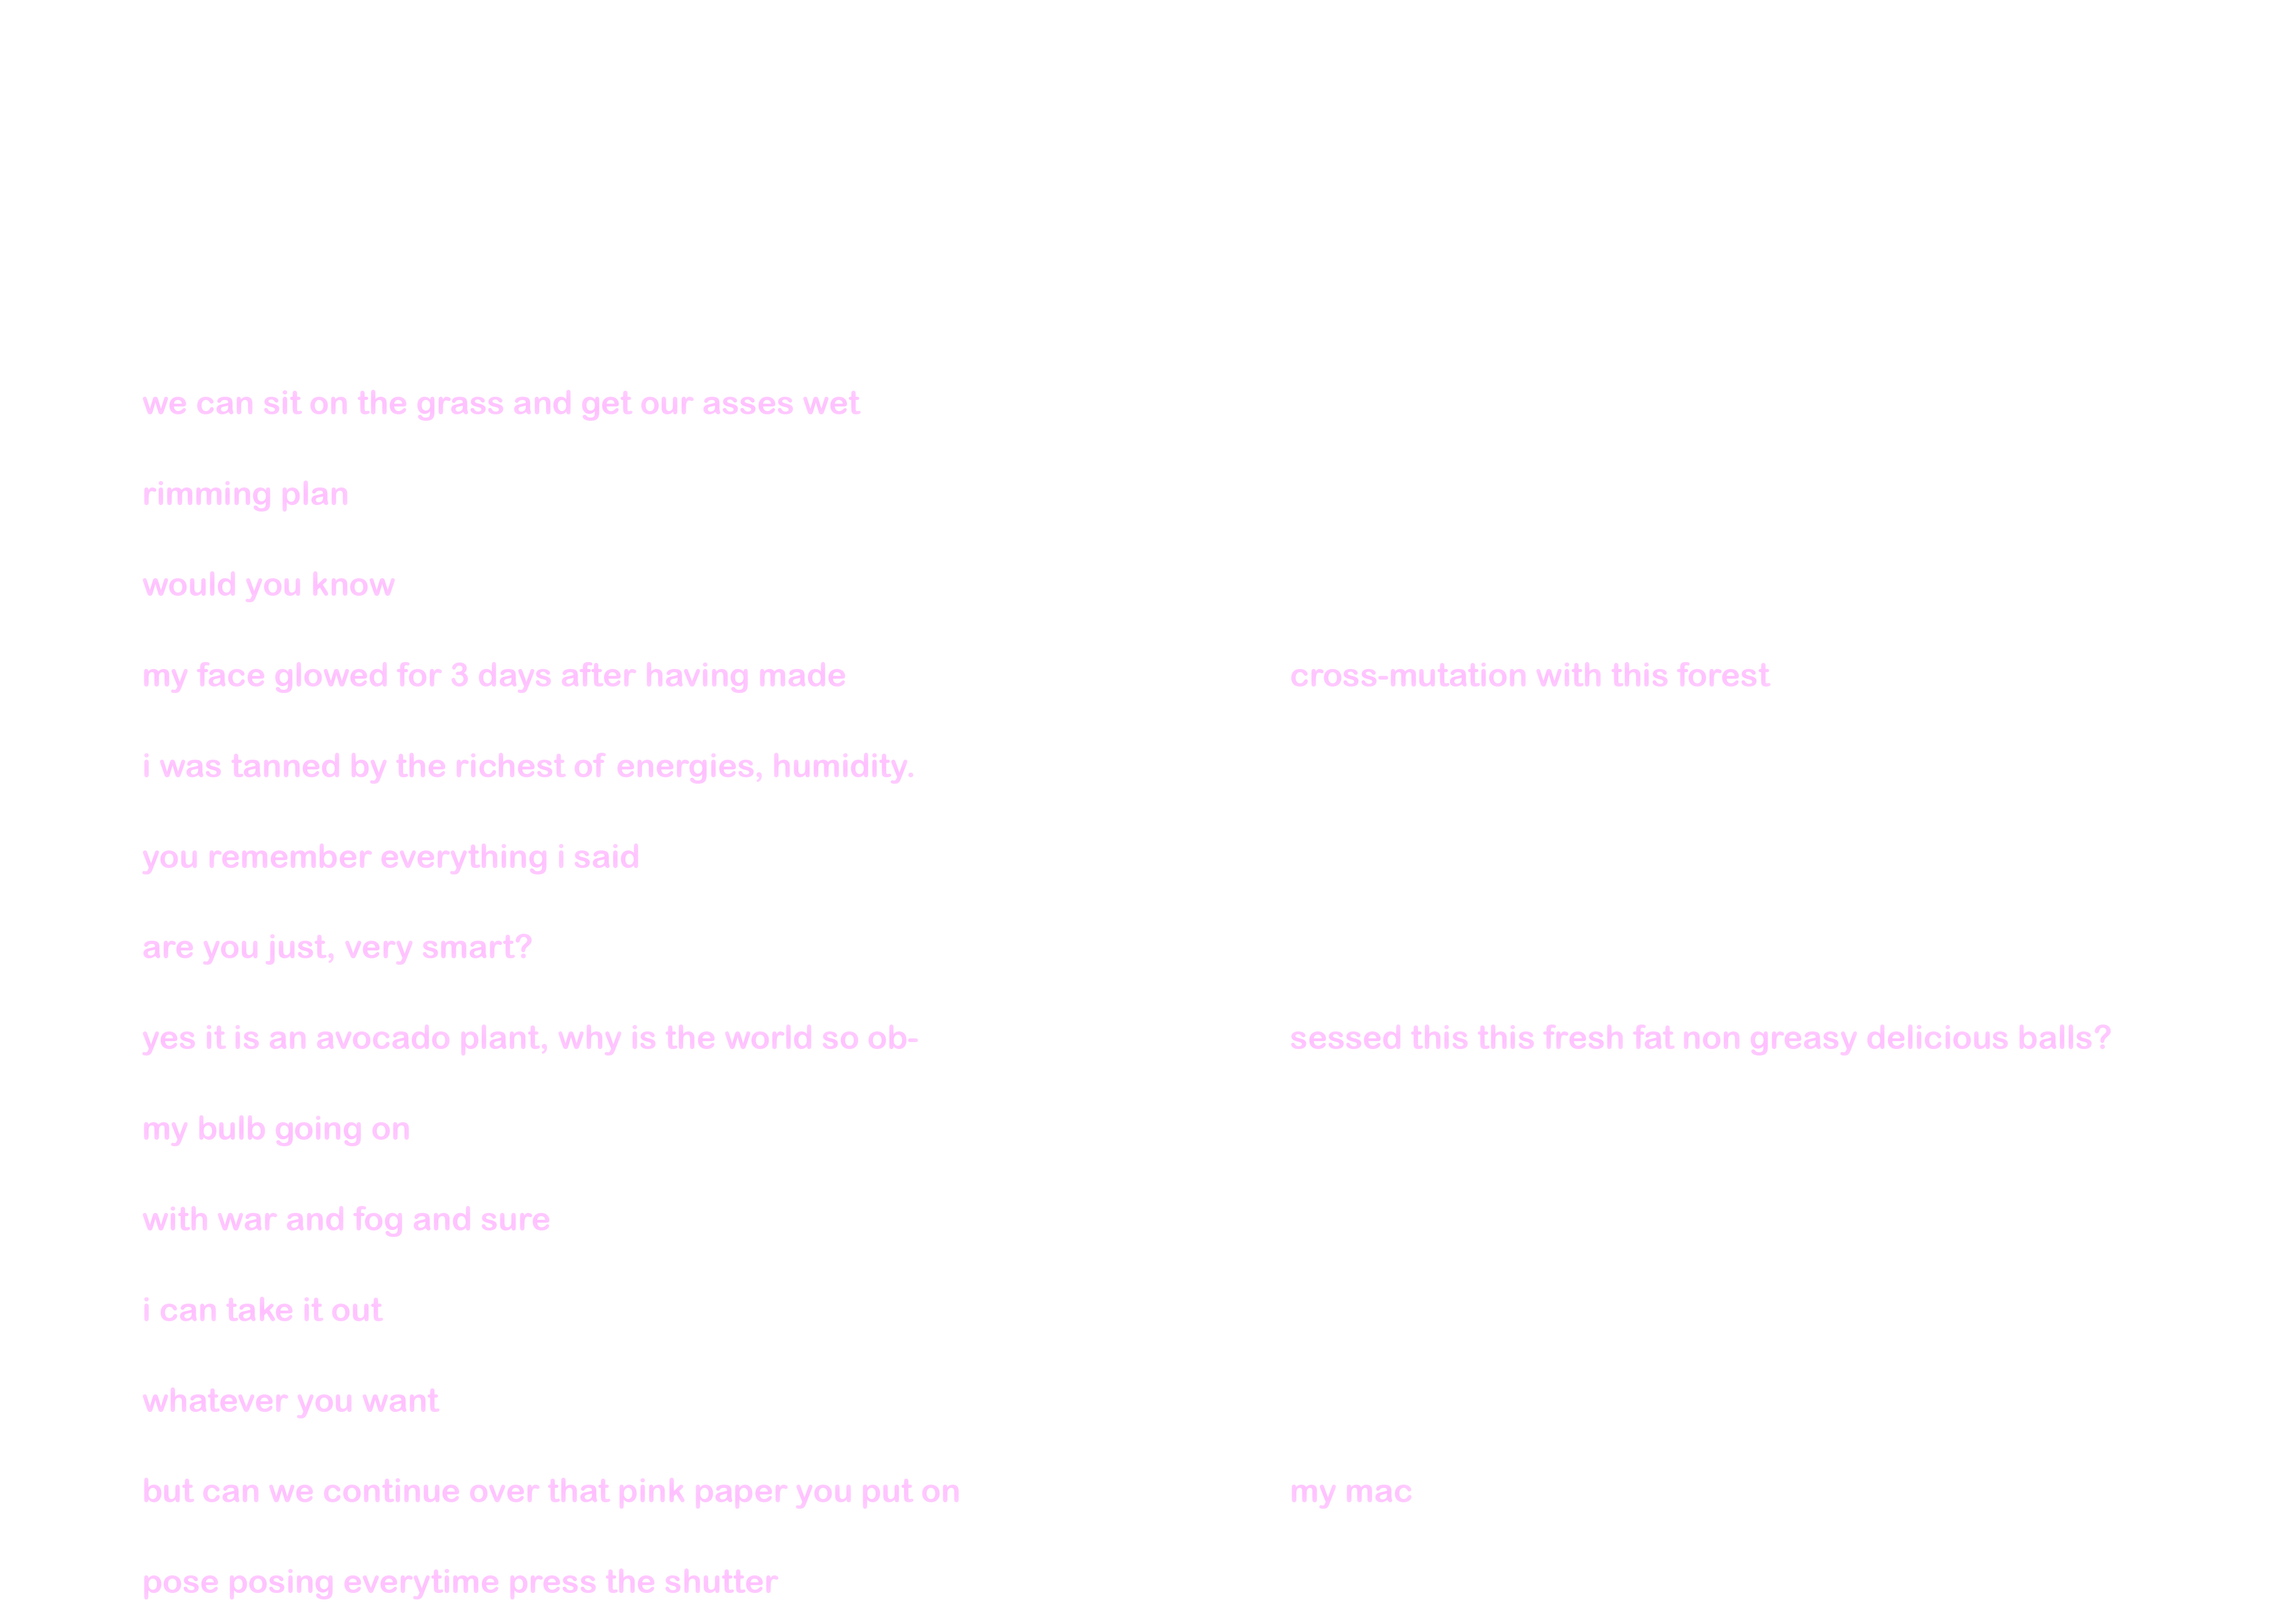 we can sit on the grass and get our asses wet
rimming plan
would you know
my face glowed for 3 days after having made cross-mutation with this forest
i was tanned by the richest of energies, humidity.
you remember everything i said
are you just, very smart?
yes it is an avocado plant, why is the world so ob- sessed this this fresh fat non greasy delicious balls?
my bulb going on
with war and fog and sure
i can take it out
whatever you want
but can we continue over that pink paper you put on my mac
pose posing everytime press the shutter